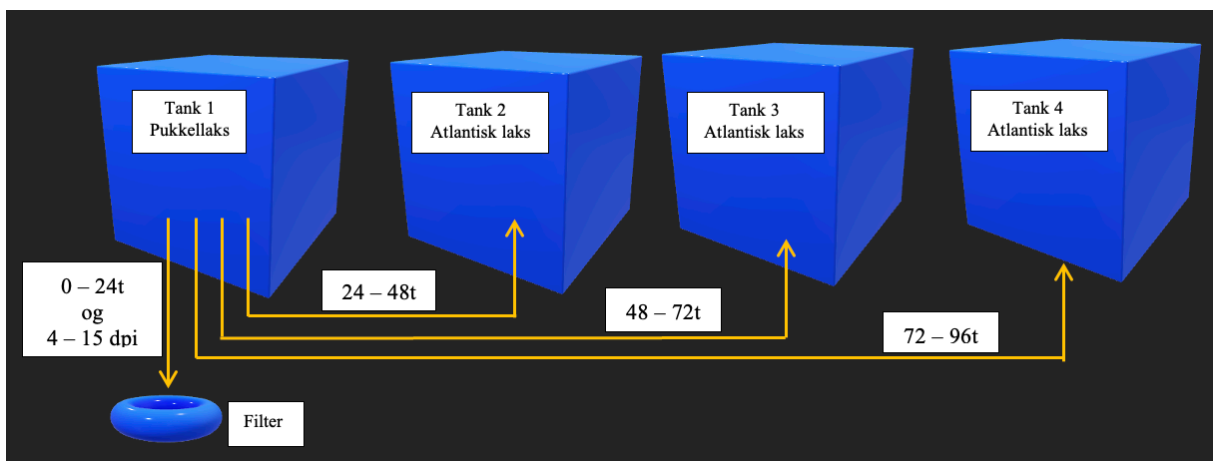 Tank 1
Pukkellaks
Tank 2
Atlantisk laks
Tank 3
Atlantisk laks
Tank 4
Atlantisk laks
0 – 24t
og
4 – 15 dpi
24 – 48t
48 – 72t
72 – 96t
Filter